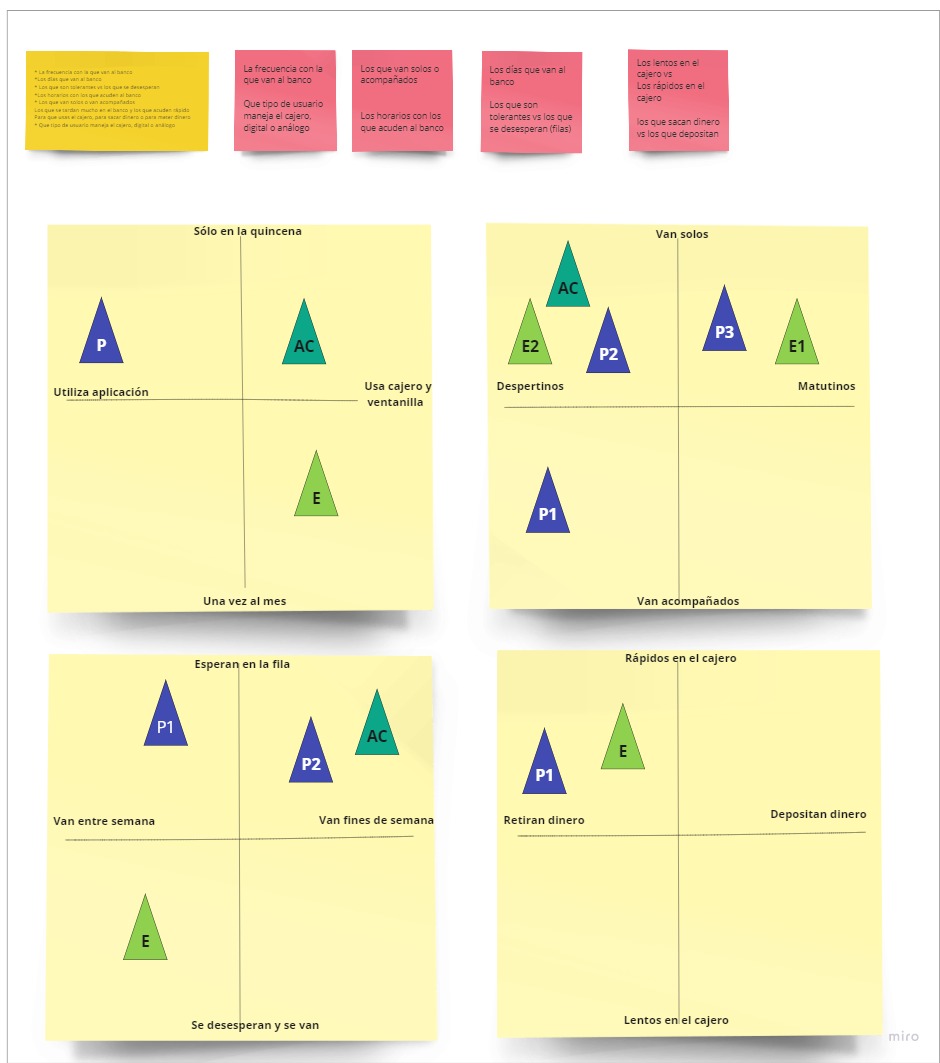 * La frecuencia con la que van al banco
*Los días que van al banco
* Los que son tolerantes vs los que se desesperan
*Los horarios con los que acuden al banco
* Los que van solos o van acompañados
Los que se tardan mucho en el banco y los que acuden rápido
Para que usas el cajero, para sacar dinero o para meter dinero
* Que tipo de usuario maneja el cajero, digital o análogo
La frecuencia con la
que van al banco
Que tipo de usuario
maneja el cajero,
digital o análogo
Los que van solos o
acompañados
Los horarios con los
que acuden al banco
Los días que van al
banco
Los que son
tolerantes vs los que
se desesperan (filas)
Los lentos en el
cajero vs
Los rápidos en el
cajero
los que sacan dinero
vs los que depositan
Sólo en la quincena
P
AC
Utiliza aplicación
Usa cajero y
ventanilla
E
Una vez al mes
Van solos
AC
E2
P2
P3
E1
Despertinos
Matutinos
P1
Van acompañados
Esperan en la fila
P1
P2
AC
Van entre semana
Van fines de semana
E
Se desesperan y se van
Rápidos en el cajero
P1
E
Retiran dinero
Depositan dinero
Lentos en el cajero
miro